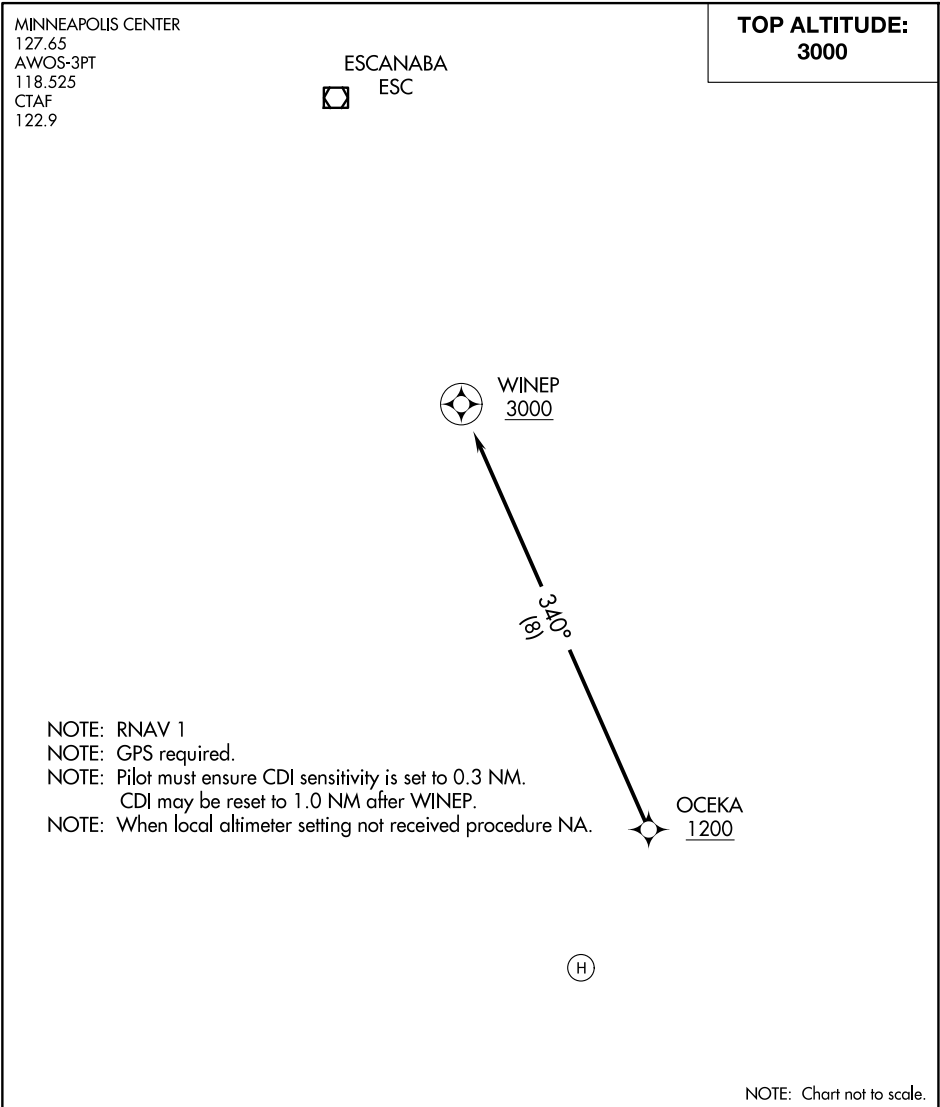 MINNEAPOLIS CENTER
127.65
AWOS-3PT
118.525
CTAF
122.9
TOP ALTITUDE:
3000
ESCANABA
ESC
WINEP
3000
340°
(8)
NOTE: RNAV 1
NOTE: GPS required.
NOTE: Pilot must ensure CDI sensitivity is set to 0.3 NM.
CDI may be reset to 1.0 NM after WINEP.
NOTE: When local altimeter setting not received procedure NA.
OCEKA
1200
H
NOTE: Chart not to scale.